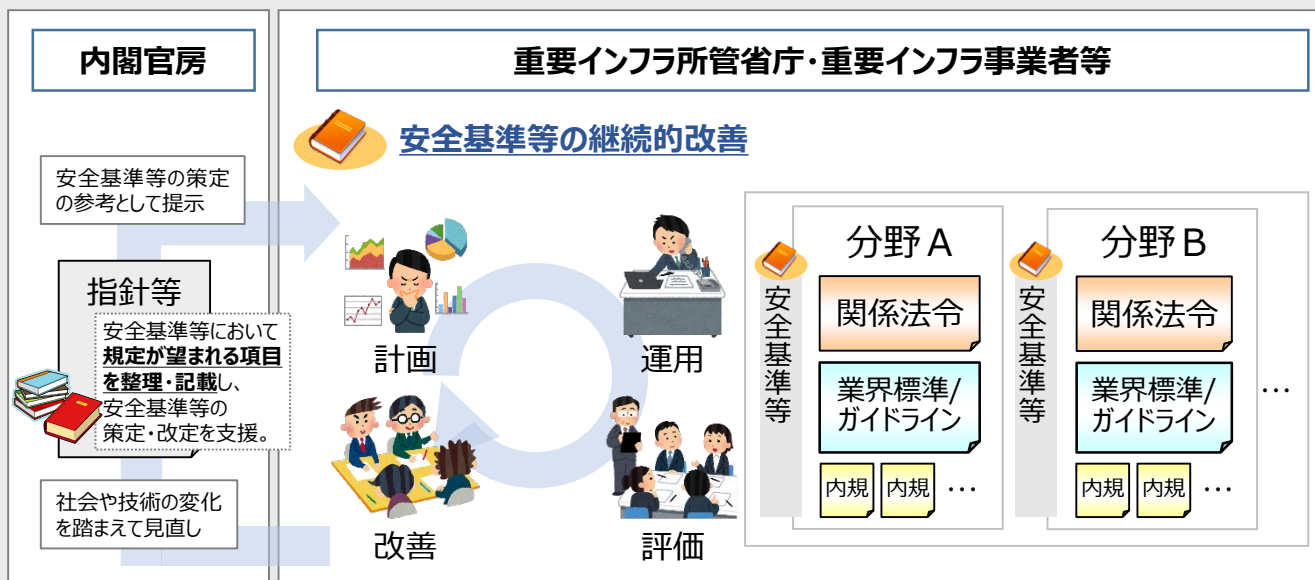 内閣官房
安全基準等の策定
の参考として提示
指針等
安全基準等において
規定が望まれる項目
を整理・記載し、
安全基準等の
策定・改定を支援。
社会や技術の変化
を踏まえて見直し
重要インフラ所管省庁・重要インフラ事業者等
安全基準等の継続的改善
計画
運用
改善
評価
安全基準等
分野A
関係法令
業界標準/
ガイドライン
内規 内規 …
安全基準等
分野B
関係法令
業界標準/
ガイドライン
内規 内規 …
…